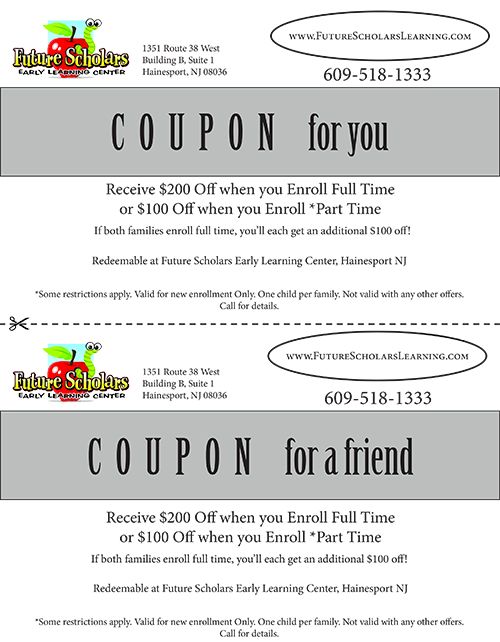 Future Scholars
EARLY LEARNING CENTER
1351 Route 38 West
Building B, Suite 1
Hainesport, NJ 08036
www.FutureScholarsLearning.com
609-518-1333
COUPON for you
Receive $200 Off when you Enroll Full Time
or $100 Off when you Enroll *Part Time
If both families enroll full time, you'll each get an additional $100 off!
Redeemable at Future Scholars Early Learning Center, Hainesport NJ
*Some restrictions apply. Valid for new enrollment Only. One child per family. Not valid with any other offers.
Call for details.
Future Scholars
EARLY LEARNING CENTER
1351 Route 38 West
Building B, Suite 1
Hainesport, NJ 08036
www.FutureScholarsLearning.com
609-518-1333
COUPON for a friend
Receive $200 Off when you Enroll Full Time
or $100 Off when you Enroll *Part Time
If both families enroll full time, you'll each get an additional $100 off!
Redeemable at Future Scholars Early Learning Center, Hainesport NJ
*Some restrictions apply. Valid for new enrollment Only. One child per family. Not valid with any other offers.
Call for details.